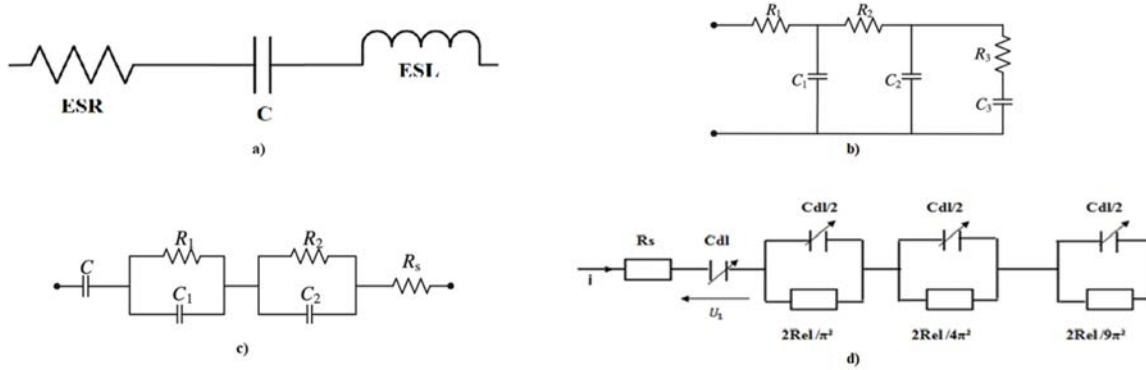 ESR
C
ESL
a)
R₁
R₂
C₁
C₂
R₃
C₃
b)
R₁
R₂
C
C₁
C₂
Rₛ
c)
Cdl/2
Cdl/2
Cdl/2
Rs
Cdl
i
U₁
2Rel/π²
2Rel/4π²
2Rel/9π²
d)